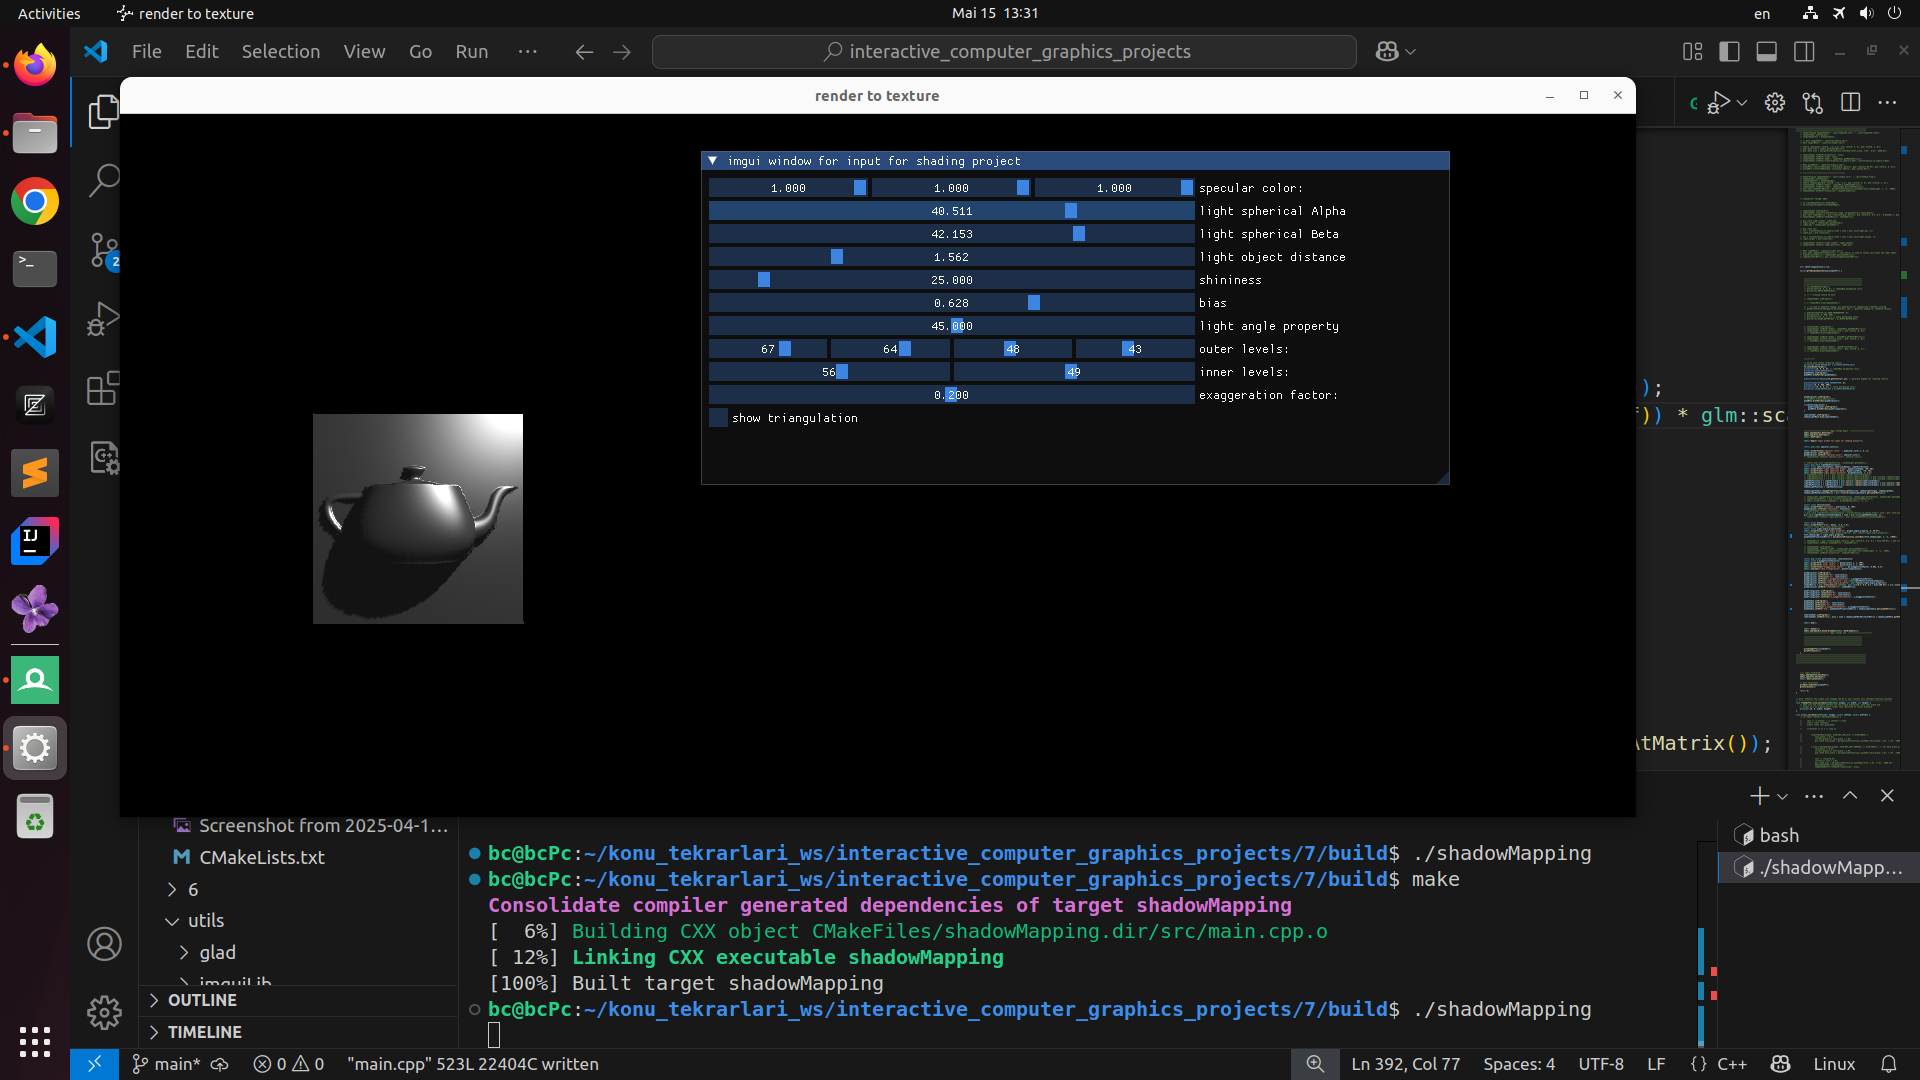 Activities
render to texture
Mai 15 13:31
en
File Edit Selection View Go Run
interactive_computer_graphics_projects
render to texture
imgui window for input for shading project
1.000 1.000 1.000 specular color:
40.511 light spherical Alpha
42.153 light spherical Beta
1.562 light object distance
25.000 shininess
0.628 bias
45.000 light angle property
67 64 48 43 outer levels:
56 49 inner levels:
0.200 exaggeration factor:
show triangulation
);
)) * glm::sc
AtMatrix());
2
Screenshot from 2025-04-1...
CMakeLists.txt
6
utils
glad
imguiLib
OUTLINE
TIMELINE
bash
./shadowMapp...
bc@bcPc:~/konu_tekrarlari_ws/interactive_computer_graphics_projects/7/build$ ./shadowMapping
bc@bcPc:~/konu_tekrarlari_ws/interactive_computer_graphics_projects/7/build$ make
Consolidate compiler generated dependencies of target shadowMapping
[  6%] Building CXX object CMakeFiles/shadowMapping.dir/src/main.cpp.o
[ 12%] Linking CXX executable shadowMapping
[100%] Built target shadowMapping
bc@bcPc:~/konu_tekrarlari_ws/interactive_computer_graphics_projects/7/build$ ./shadowMapping
main* 0 0 "main.cpp" 523L 22404C written
Ln 392, Col 77 Spaces: 4 UTF-8 LF {} C++ Linux